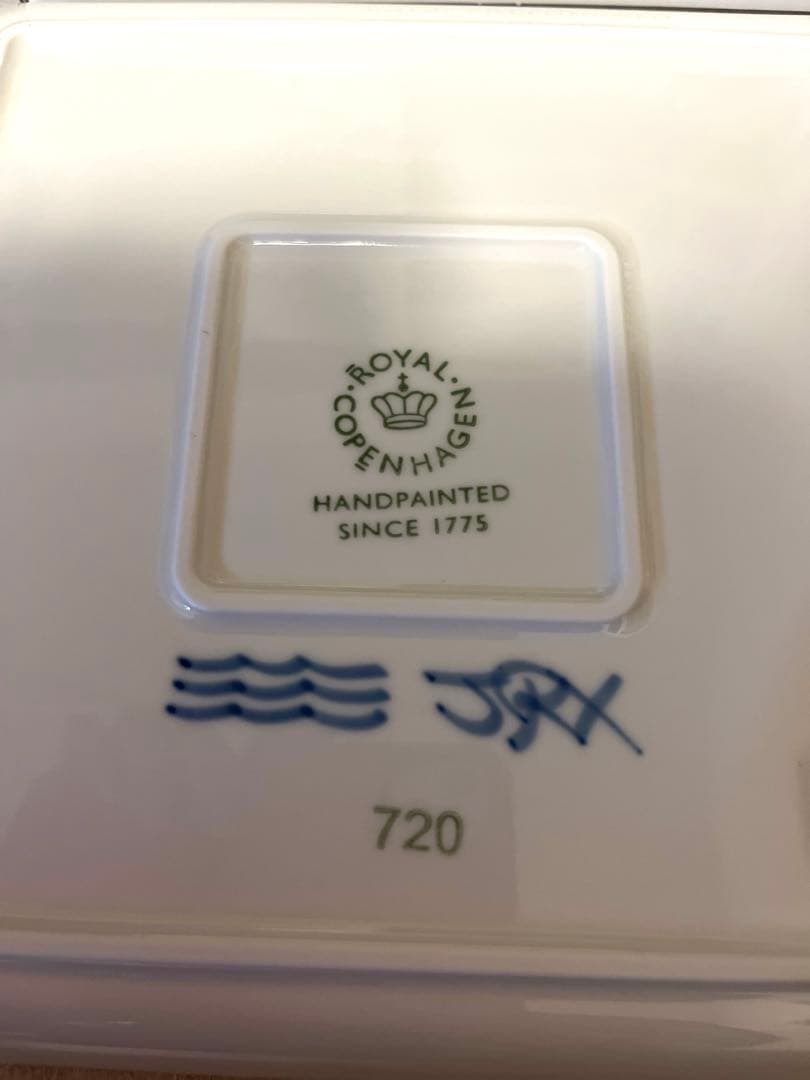 ROYAL COPENHAGEN
HANDPAINTED
SINCE 1775
720